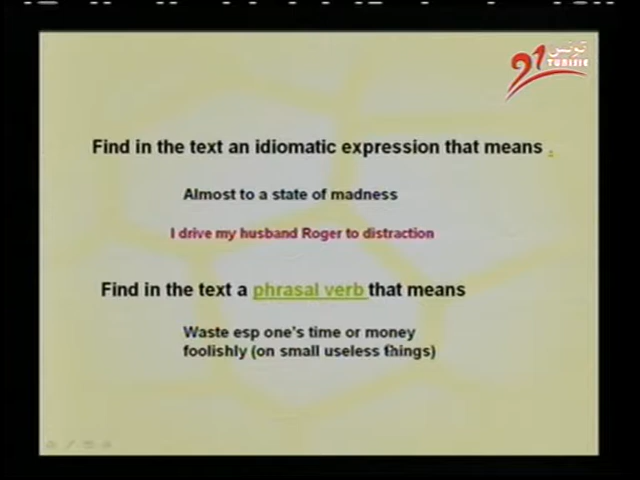 تونس
21
TUNISIE
Find in the text an idiomatic expression that means .
Almost to a state of madness
I drive my husband Roger to distraction
Find in the text a phrasal verb that means
Waste esp one's time or money
foolishly (on small useless things)